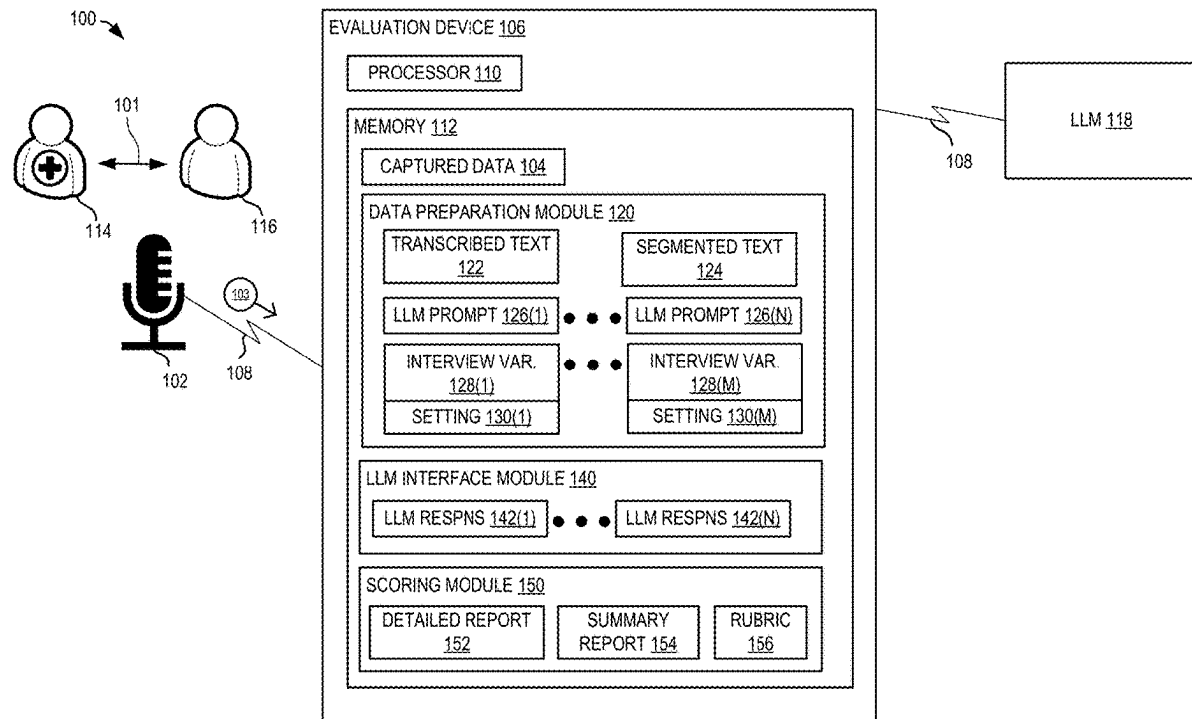 100
EVALUATION DEVICE 106
PROCESSOR 110
101
MEMORY 112
LLM 118
108
CAPTURED DATA 104
DATA PREPARATION MODULE 120
114
116
TRANSCRIBED TEXT
122
SEGMENTED TEXT
124
103
LLM PROMPT 126(1)
LLM PROMPT 126(N)
102
108
INTERVIEW VAR.
128(1)
INTERVIEW VAR.
128(M)
SETTING 130(1)
SETTING 130(M)
LLM INTERFACE MODULE 140
LLM RESPNS 142(1)
LLM RESPNS 142(N)
SCORING MODULE 150
DETAILED REPORT
152
SUMMARY
REPORT 154
RUBRIC
156